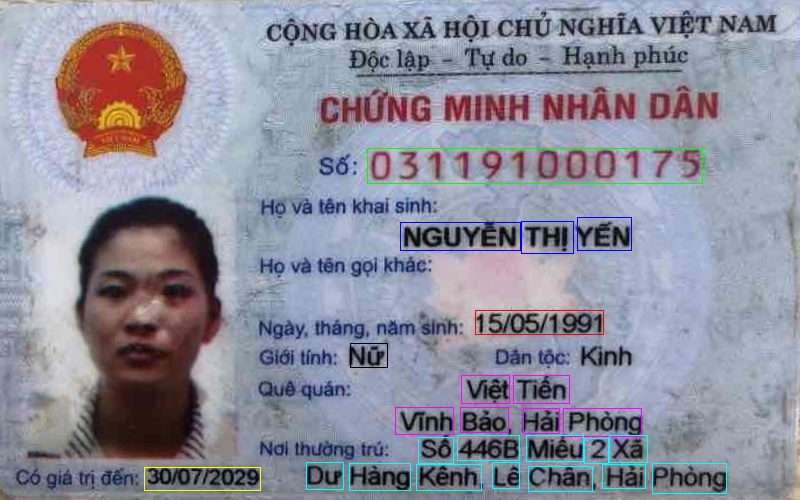 CỘNG HÒA XÃ HỘI CHỦ NGHĨA VIỆT NAM
Độc lập - Tự do - Hạnh phúc
CHỨNG MINH NHÂN DÂN
Số: 031191000175
Họ và tên khai sinh:
NGUYỄN THỊ YẾN
Họ và tên gọi khác:
Ngày, tháng, năm sinh: 15/05/1991
Giới tính: Nữ Dân tộc: Kinh
Quê quán: Việt Tiến
Vĩnh Bảo, Hải Phòng
Nơi thường trú: Số 446B Miếu 2 Xã
Có giá trị đến: 30/07/2029 Dư Hàng Kênh, Lê Chân, Hải Phòng